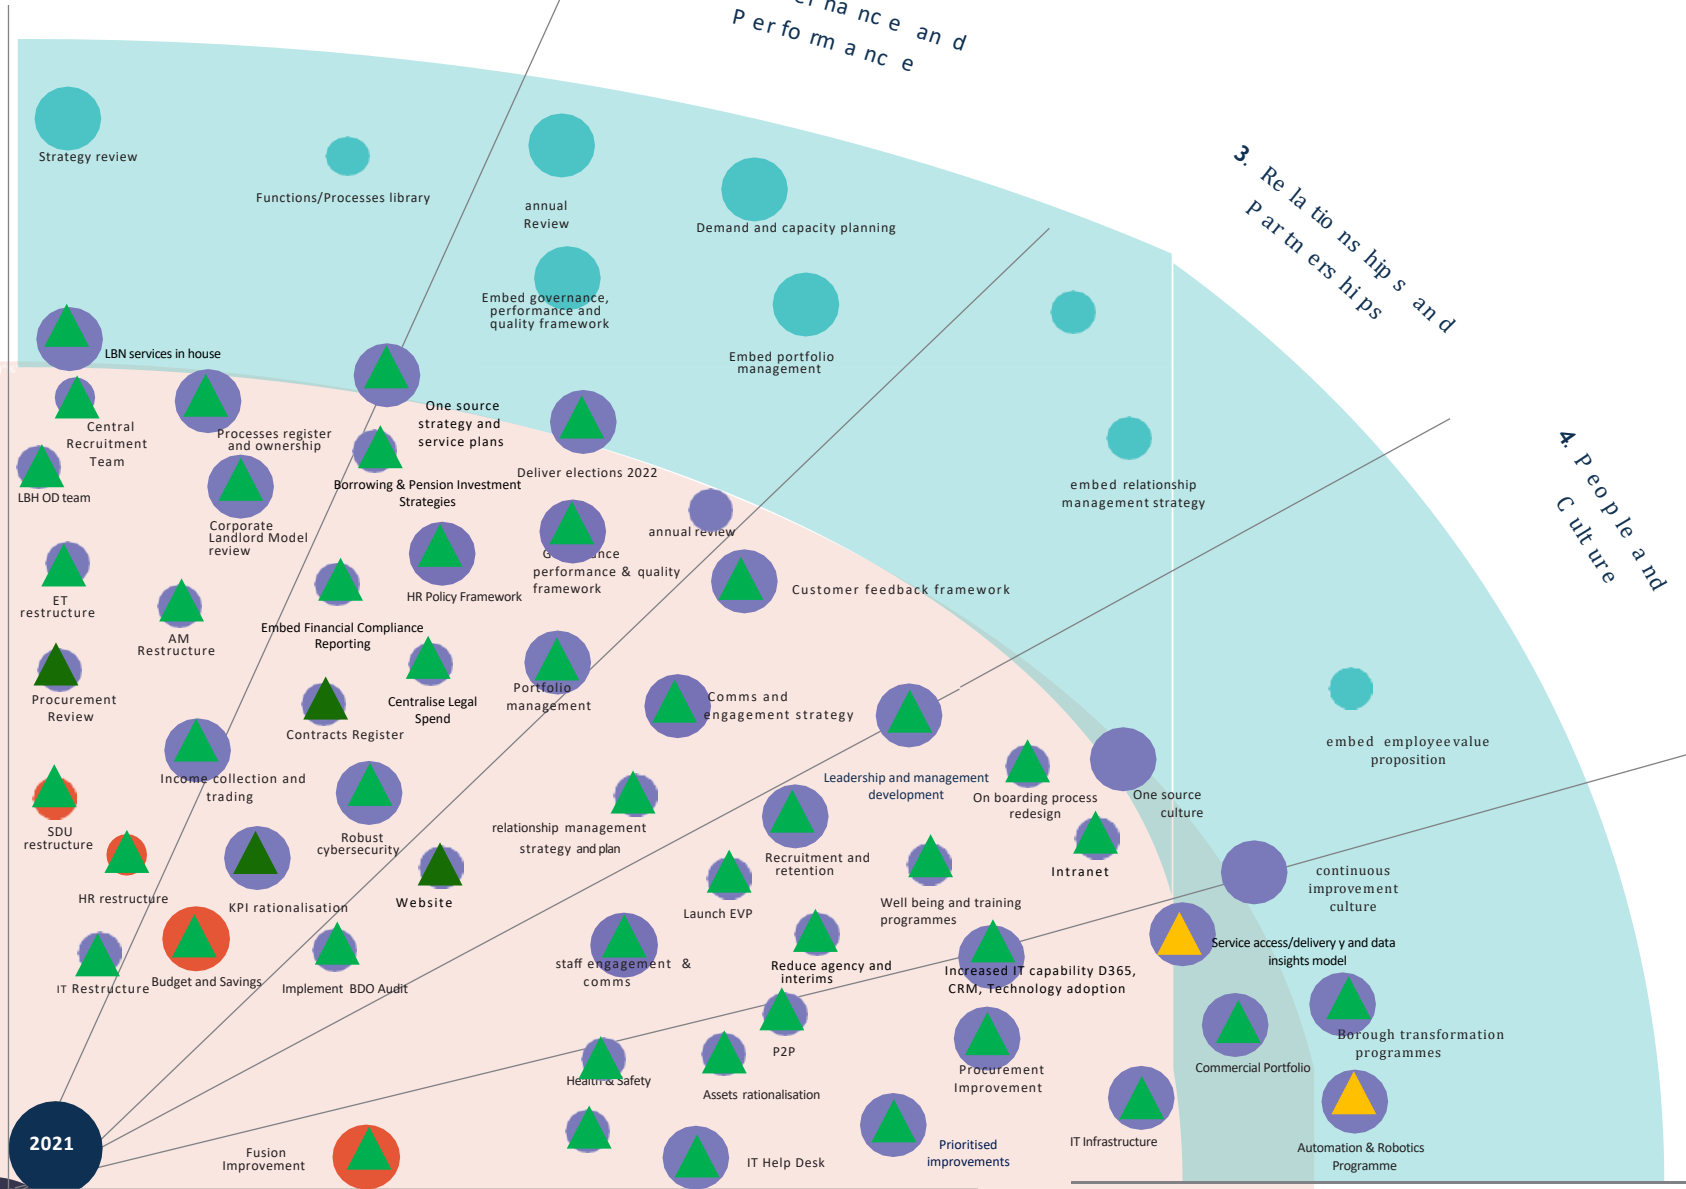 ernance and
Performance
3. Relationships and
Partnerships
4. People and
Culture
Strategy review
Functions/Processes library
annual
Review
Demand and capacity planning
Embed governance,
performance and
quality framework
Embed portfolio
management
embed relationship
management strategy
embed employee value
proposition
LBN services in house
Central
Recruitment
Team
Processes register
and ownership
One source
strategy and
service plans
Deliver elections 2022
LBH OD team
Borrowing & Pension Investment
Strategies
annual review
Corporate
Landlord Model
review
performance & quality
framework
Customer feedback framework
ET
restructure
HR Policy Framework
AM
Restructure
Embed Financial Compliance
Reporting
Procurement
Review
Centralise Legal
Spend
Portfolio
management
Comms and
engagement strategy
Contracts Register
Income collection and
trading
Leadership and management
development
On boarding process
redesign
One source
culture
SDU
restructure
Robust
cybersecurity
relationship management
strategy and plan
Recruitment and
retention
Intranet
continuous
improvement
culture
HR restructure
KPI rationalisation
Website
Launch EVP
Well being and training
programmes
Service access/delivery y and data
insights model
IT Restructure
Budget and Savings
Implement BDO Audit
staff engagement &
comms
Reduce agency and
interims
Increased IT capability D365,
CRM, Technology adoption
Borough transformation
programmes
P2P
Health & Safety
Assets rationalisation
Procurement
Improvement
Commercial Portfolio
2021
Fusion
Improvement
IT Help Desk
Prioritised
improvements
IT Infrastructure
Automation & Robotics
Programme